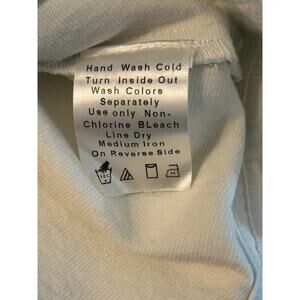 Hand Wash Cold
Turn Inside Out
Wash Colors
Separately
Use only Non-
Chlorine BLeach
Line Dry
Medium Iron
On Reverse Side